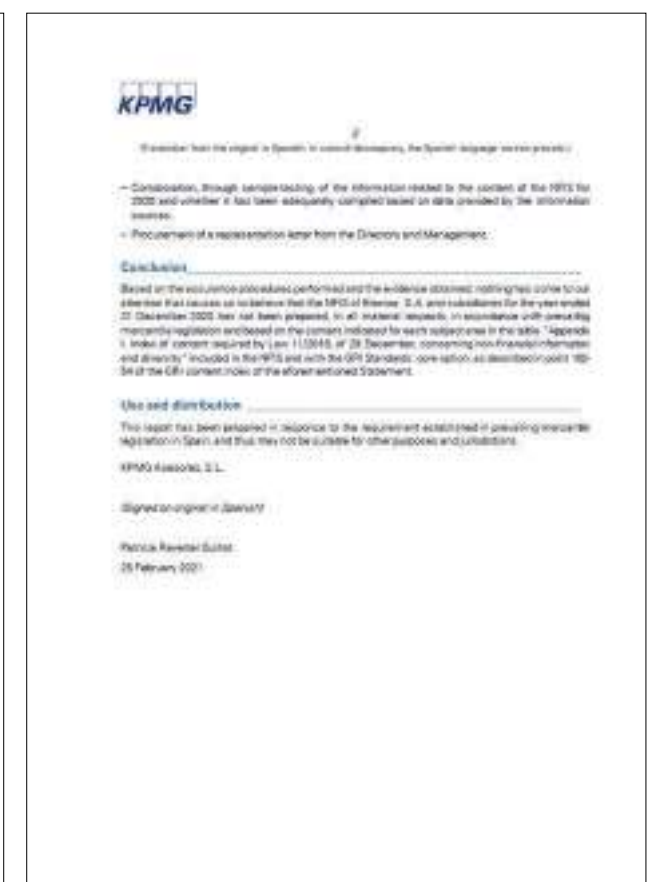 KPMG
(Translation from the original in Spanish. In case of discrepancy, the Spanish language version prevails.)
– Corroboration, through sample testing, of the information related to the content of the NFIS for
2020 and whether it has been adequately compiled based on data provided by the information
sources.
– Procurement of a representation letter from the Directors and Management.
Conclusion
Based on the assurance procedures performed and the evidence obtained, nothing has come to our
attention that causes us to believe that the NFIS of S.A. and subsidiaries for the year ended
31 December 2020 has not been prepared, in all material respects, in accordance with prevailing
mercantile legislation and based on the content indicated for each subject area in the table "Appendix
I. Index of content required by Law 11/2018, of 28 December, concerning non-financial information
and diversity" included in the NFIS and with the GRI Standards, core option, as described in point 102-
54 of the GRI content index of the aforementioned Statement.
Use and distribution
This report has been prepared in response to the requirement established in prevailing mercantile
legislation in Spain, and thus may not be suitable for other purposes and jurisdictions.
KPMG Asesores, S.L.
(Signed on original in Spanish)
Patricia Reverter
February 2021